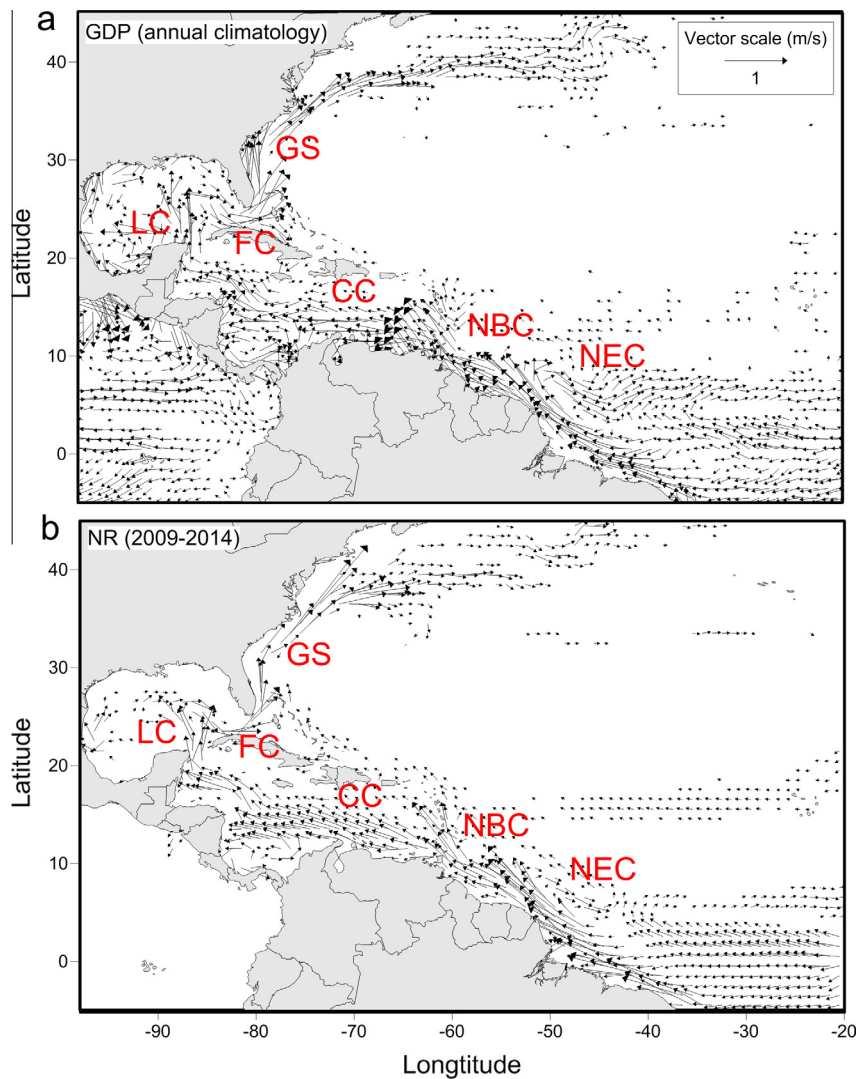 a
GDP (annual climatology)
Vector scale (m/s)
1
40
30
20
10
0
Latitude
GS
LC
FC
CC
NBC
NEC
b
NR (2009-2014)
40
30
20
10
0
Latitude
GS
LC
FC
CC
NBC
NEC
-90 -80 -70 -60 -50 -40 -30 -20
Longtitude